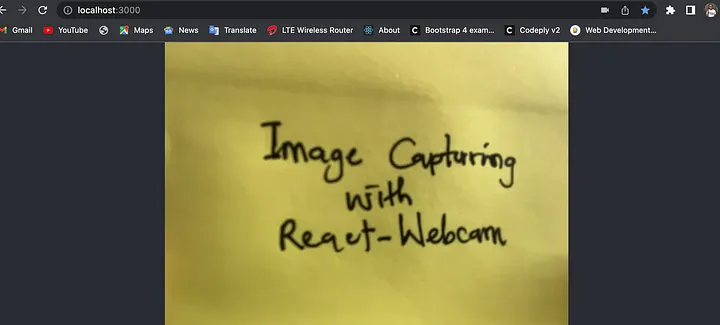 localhost:3000
Gmail YouTube Translate Maps News Translate LTE Wireless Router About Bootstrap 4 exam... Codeply v2 Web Development...
Image Capturing
With
React-Webcam